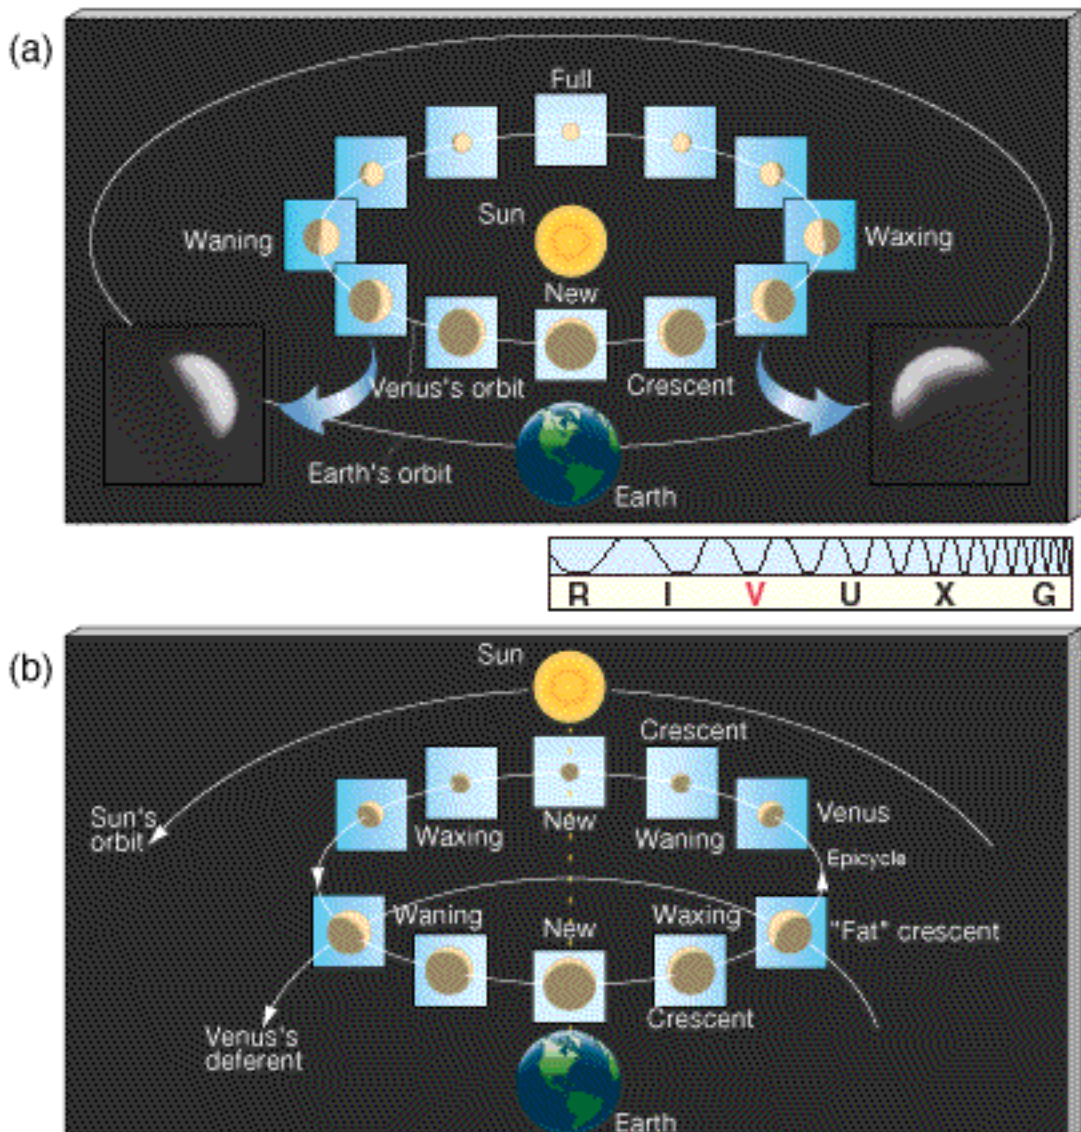 (a)
Full
Sun
Waning
Waxing
New
Venus's orbit
Crescent
Earth's orbit
Earth
R I V U X G
(b)
Sun
Crescent
Sun's
orbit
Waxing
New
Waning
Venus
Epicycle
Waning
New
Waxing
"Fat" crescent
Crescent
Venus's
deferent
Earth